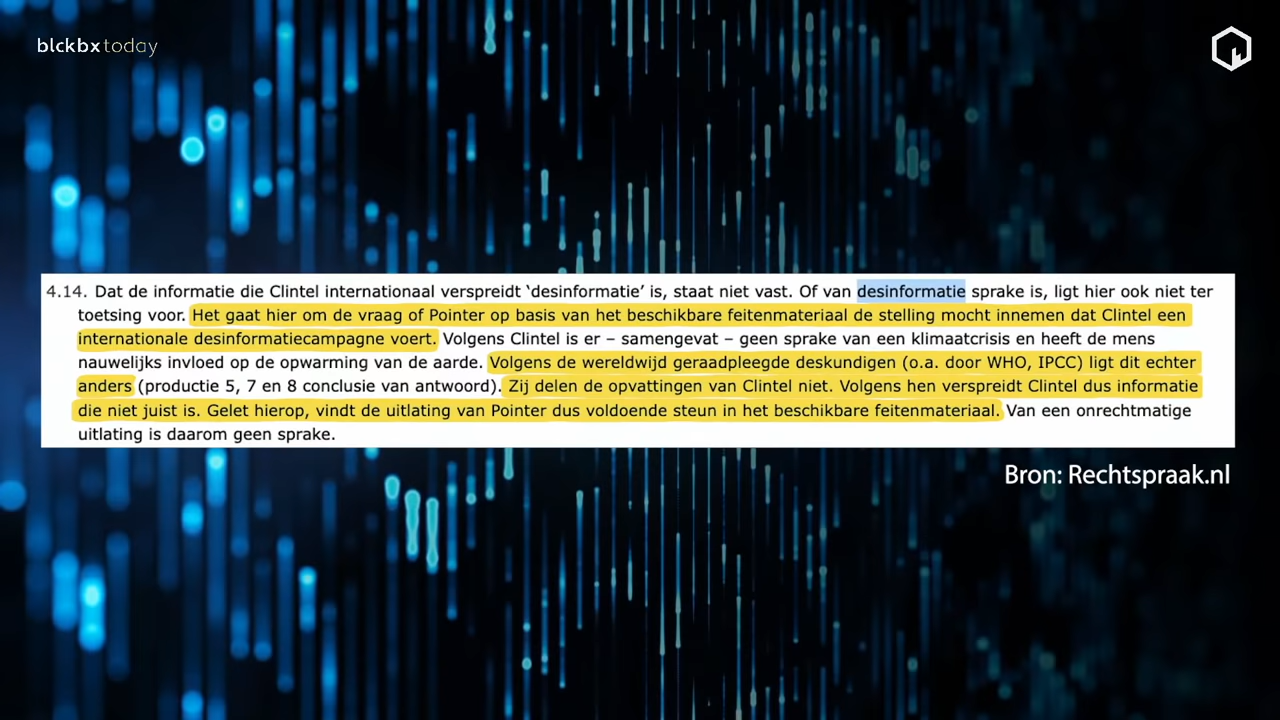 blckbxtoday
4.14. Dat de informatie die Clintel internationaal verspreidt ‘desinformatie’ is, staat niet vast. Of van desinformatie sprake is, ligt hier ook niet ter
toetsing voor. Het gaat hier om de vraag of Pointer op basis van het beschikbare feitenmateriaal de stelling mocht innemen dat Clintel een
internationale desinformatiecampagne voert. Volgens Clintel is er – samengevat – geen sprake van een klimaatcrisis en heeft de mens
nauwelijks invloed op de opwarming van de aarde. Volgens de wereldwijd geraadpleegde deskundigen (o.a. door WHO, IPCC) ligt dit echter
anders (productie 5, 7 en 8 conclusie van antwoord). Zij delen de opvattingen van Clintel niet. Volgens hen verspreidt Clintel dus informatie
die niet juist is. Gelet hierop, vindt de uitlating van Pointer dus voldoende steun in het beschikbare feitenmateriaal. Van een onrechtmatige
uitlating is daarom geen sprake.
Bron: Rechtspraak.nl